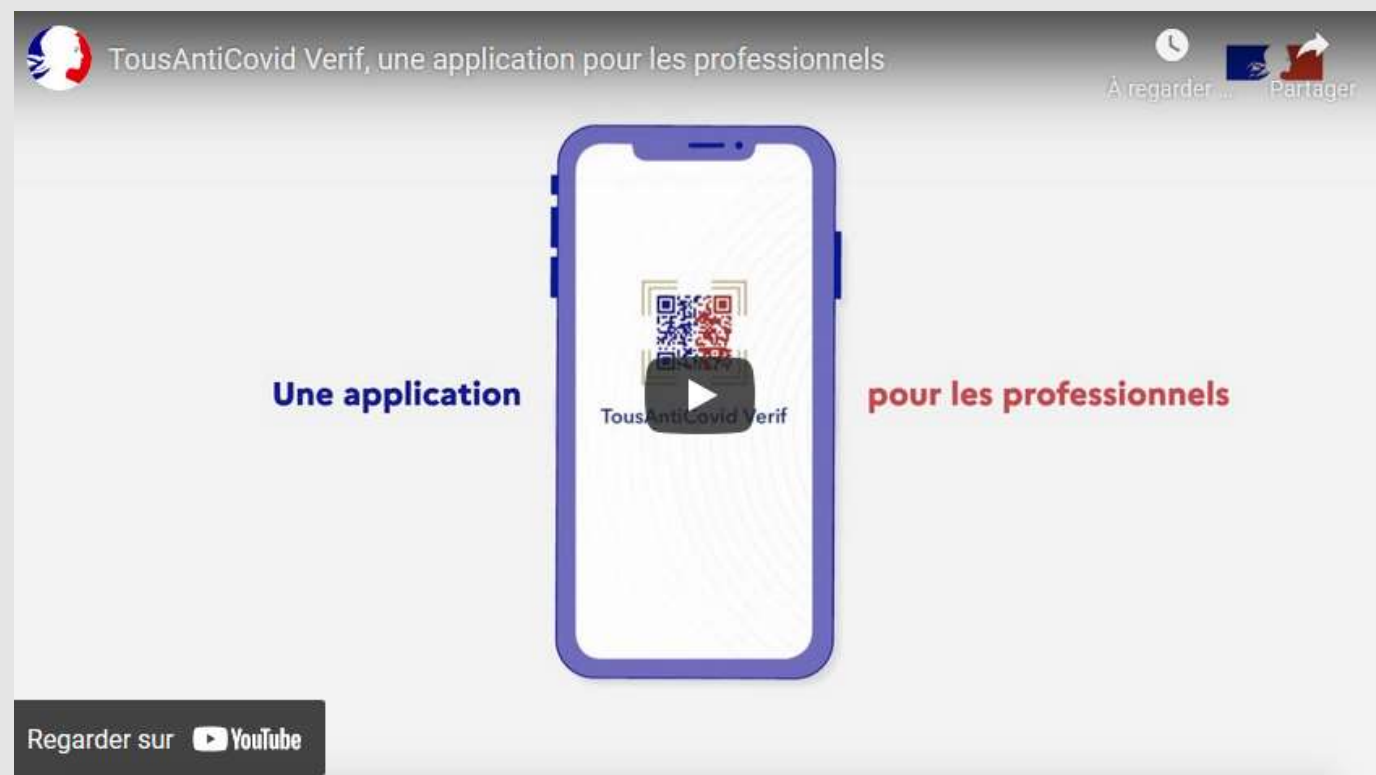 TousAntiCovid Verif, une application pour les professionnels
À regarder ...
Partager
Une application
pour les professionnels
TousAntiCovid Verif
Regarder sur YouTube